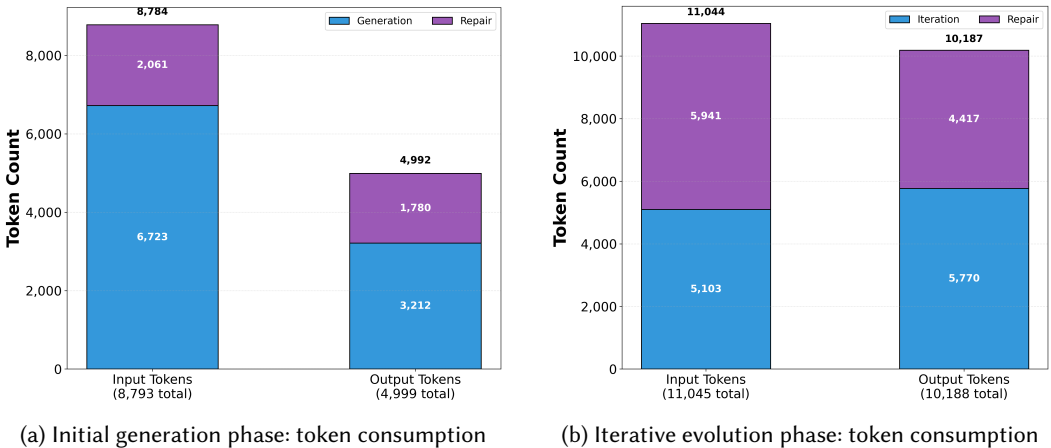 8,784
Generation Repair
8,000
2,061
6,000
4,992
Token Count
4,000
1,780
6,723
2,000
3,212
0
Input Tokens
(8,793 total)
Output Tokens
(4,999 total)
(a) Initial generation phase: token consumption
11,044
Iteration Repair
10,187
10,000
8,000
5,941
4,417
6,000
Token Count
4,000
5,770
5,103
2,000
0
Input Tokens
(11,045 total)
Output Tokens
(10,188 total)
(b) Iterative evolution phase: token consumption